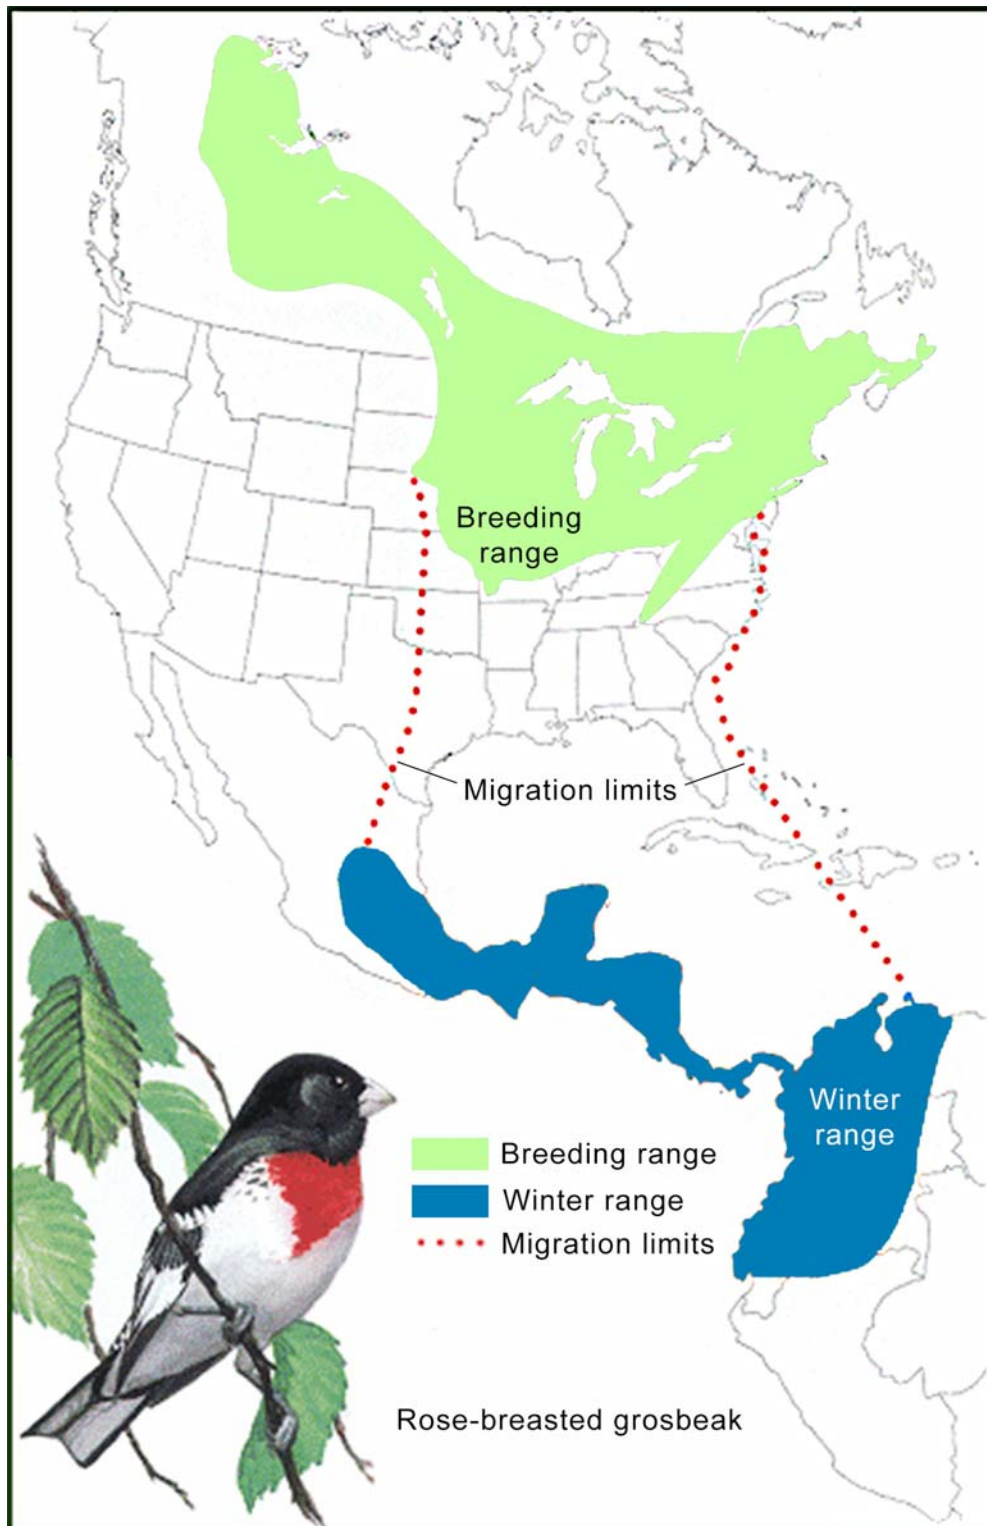 Breeding
range
Migration limits
Winter
range
Breeding range
Winter range
Migration limits
Rose-breasted grosbeak